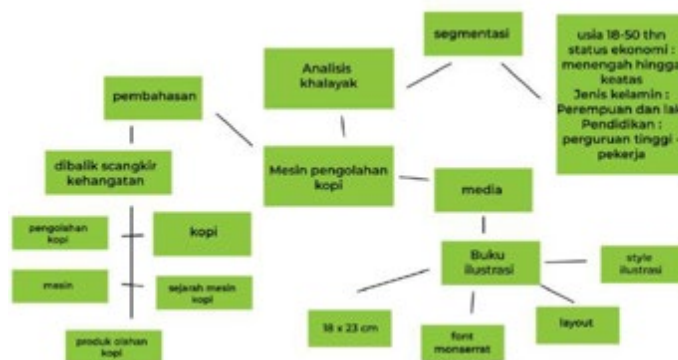 segmentasi
usia 18-50 thn
status ekonomi :
menengah hingga
keatas
Jenis kelamin :
Perempuan dan lak
Pendidikan :
perguruan tinggi -
pekerja
Analisis
khalayak
pembahasan
dibalik scangkir
kehangatan
Mesin pengolahan
kopi
media
pengolahan
kopi
kopi
mesin
sejarah mesin
kopi
produk olahan
kopi
Buku
ilustrasi
style
ilustrasi
18 x 23 cm
font
monserrat
layout